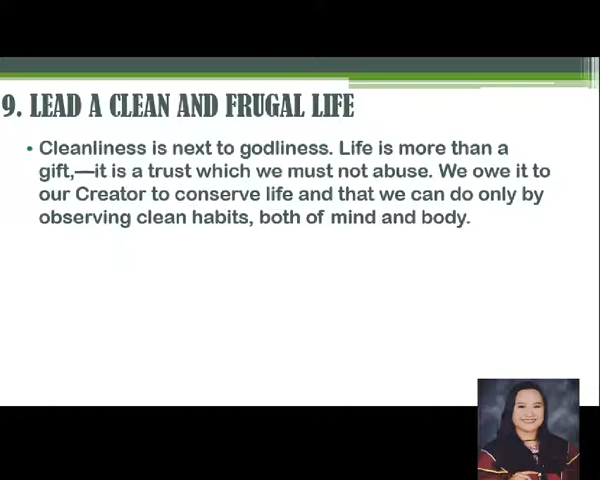 9. LEAD A CLEAN AND FRUGAL LIFE
• Cleanliness is next to godliness. Life is more than a
gift,—it is a trust which we must not abuse. We owe it to
our Creator to conserve life and that we can do only by
observing clean habits, both of mind and body.